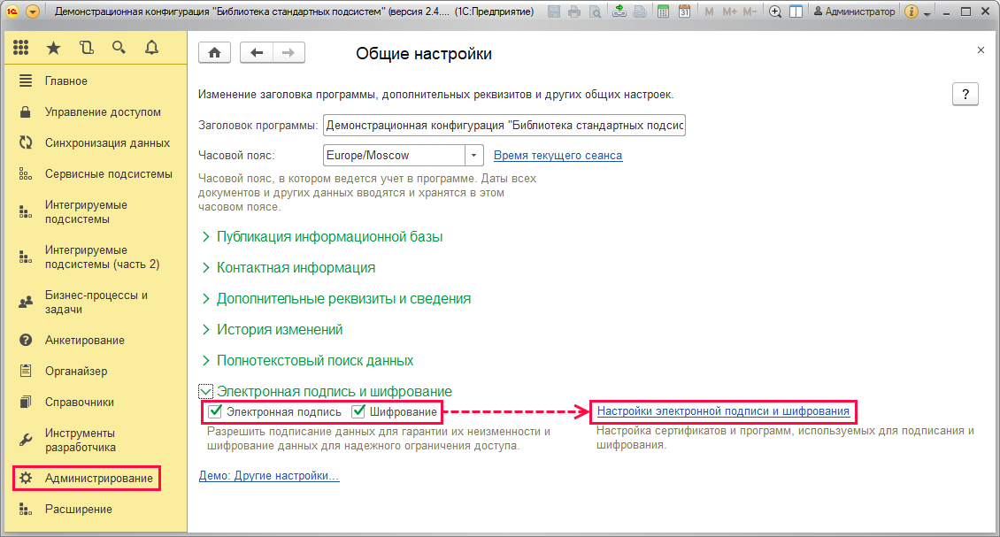 Демонстрационная конфигурация "Библиотека стандартных подсистем" (версия 2.4.... (1С:Предприятие)
M M+ M-
Администратор
Главное
Управление доступом
Синхронизация данных
Сервисные подсистемы
Интегрируемые
подсистемы
Интегрируемые
подсистемы (часть 2)
Бизнес-процессы и
задачи
Анкетирование
Органайзер
Справочники
Инструменты
разработчика
Администрирование
Расширение
Общие настройки
Изменение заголовка программы, дополнительных реквизитов и других общих настроек.
?
Заголовок программы: Демонстрационная конфигурация "Библиотека стандартных подсис
Часовой пояс: Europe/Moscow Время текущего сеанса
Часовой пояс, в котором ведется учет в программе. Даты всех
документов и других данных вводятся и хранятся в этом
часовом поясе.
Публикация информационной базы
Контактная информация
Дополнительные реквизиты и сведения
История изменений
Полнотекстовый поиск данных
Электронная подпись и шифрование
Электронная подпись Шифрование Настройки электронной подписи и шифрования
Разрешить подписание данных для гарантии их неизменности и
шифрование данных для надежного ограничения доступа.
Настройка сертификатов и программ, используемых для подписания и
шифрования.
Демо: Другие настройки...